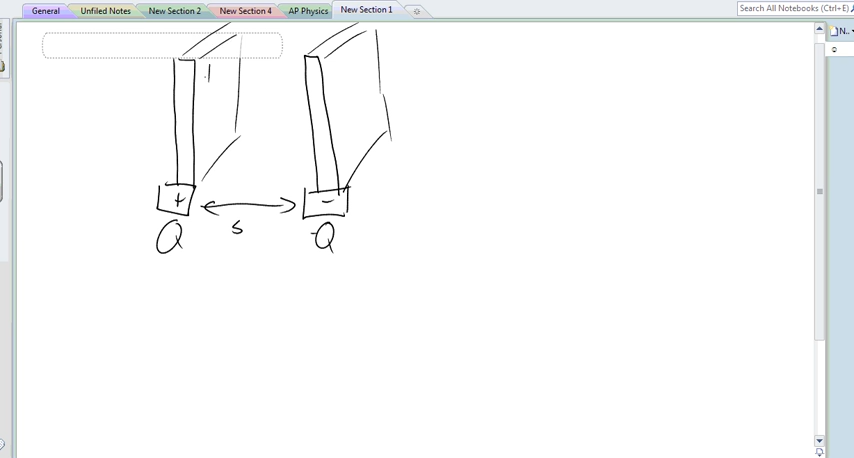 General Unfiled Notes New Section 2 New Section 4 AP Physics New Section 1
Search All Notebooks (Ctrl+E)
N..
+ -
s
Q -Q